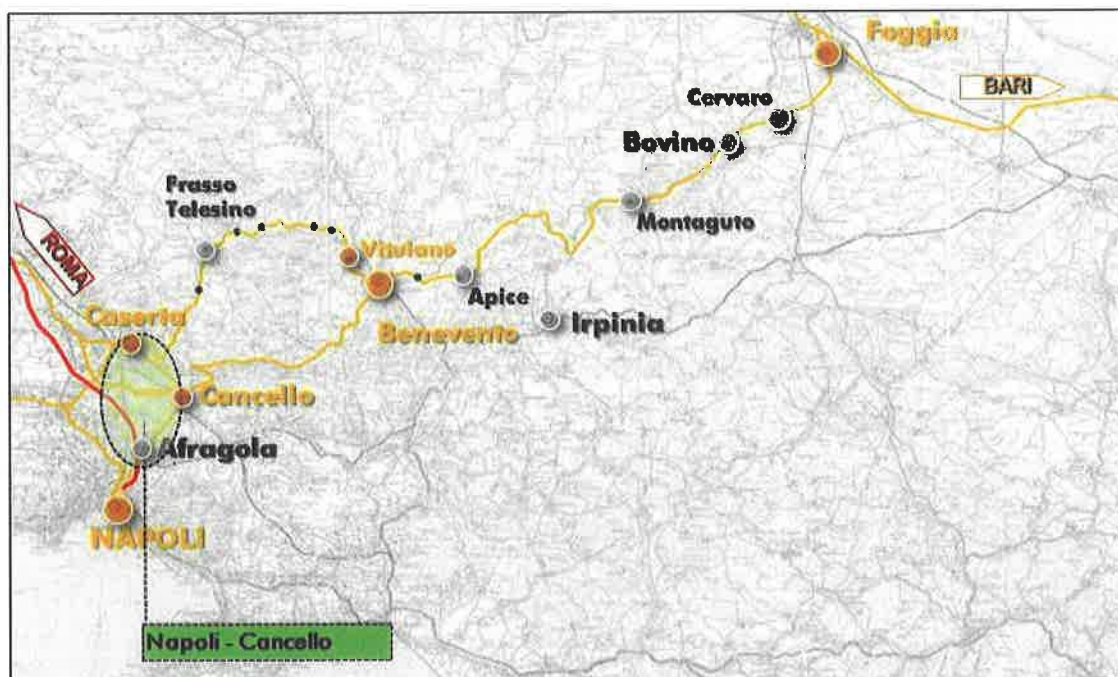 Foggia
BARI
Cervaro
Bovino
Frasso
Telesino
Montaguto
ROMA
Vitulano
Apice
Irpinia
Caserta
Benevento
Cancello
Afragola
NAPOLI
Napoli - Cancello